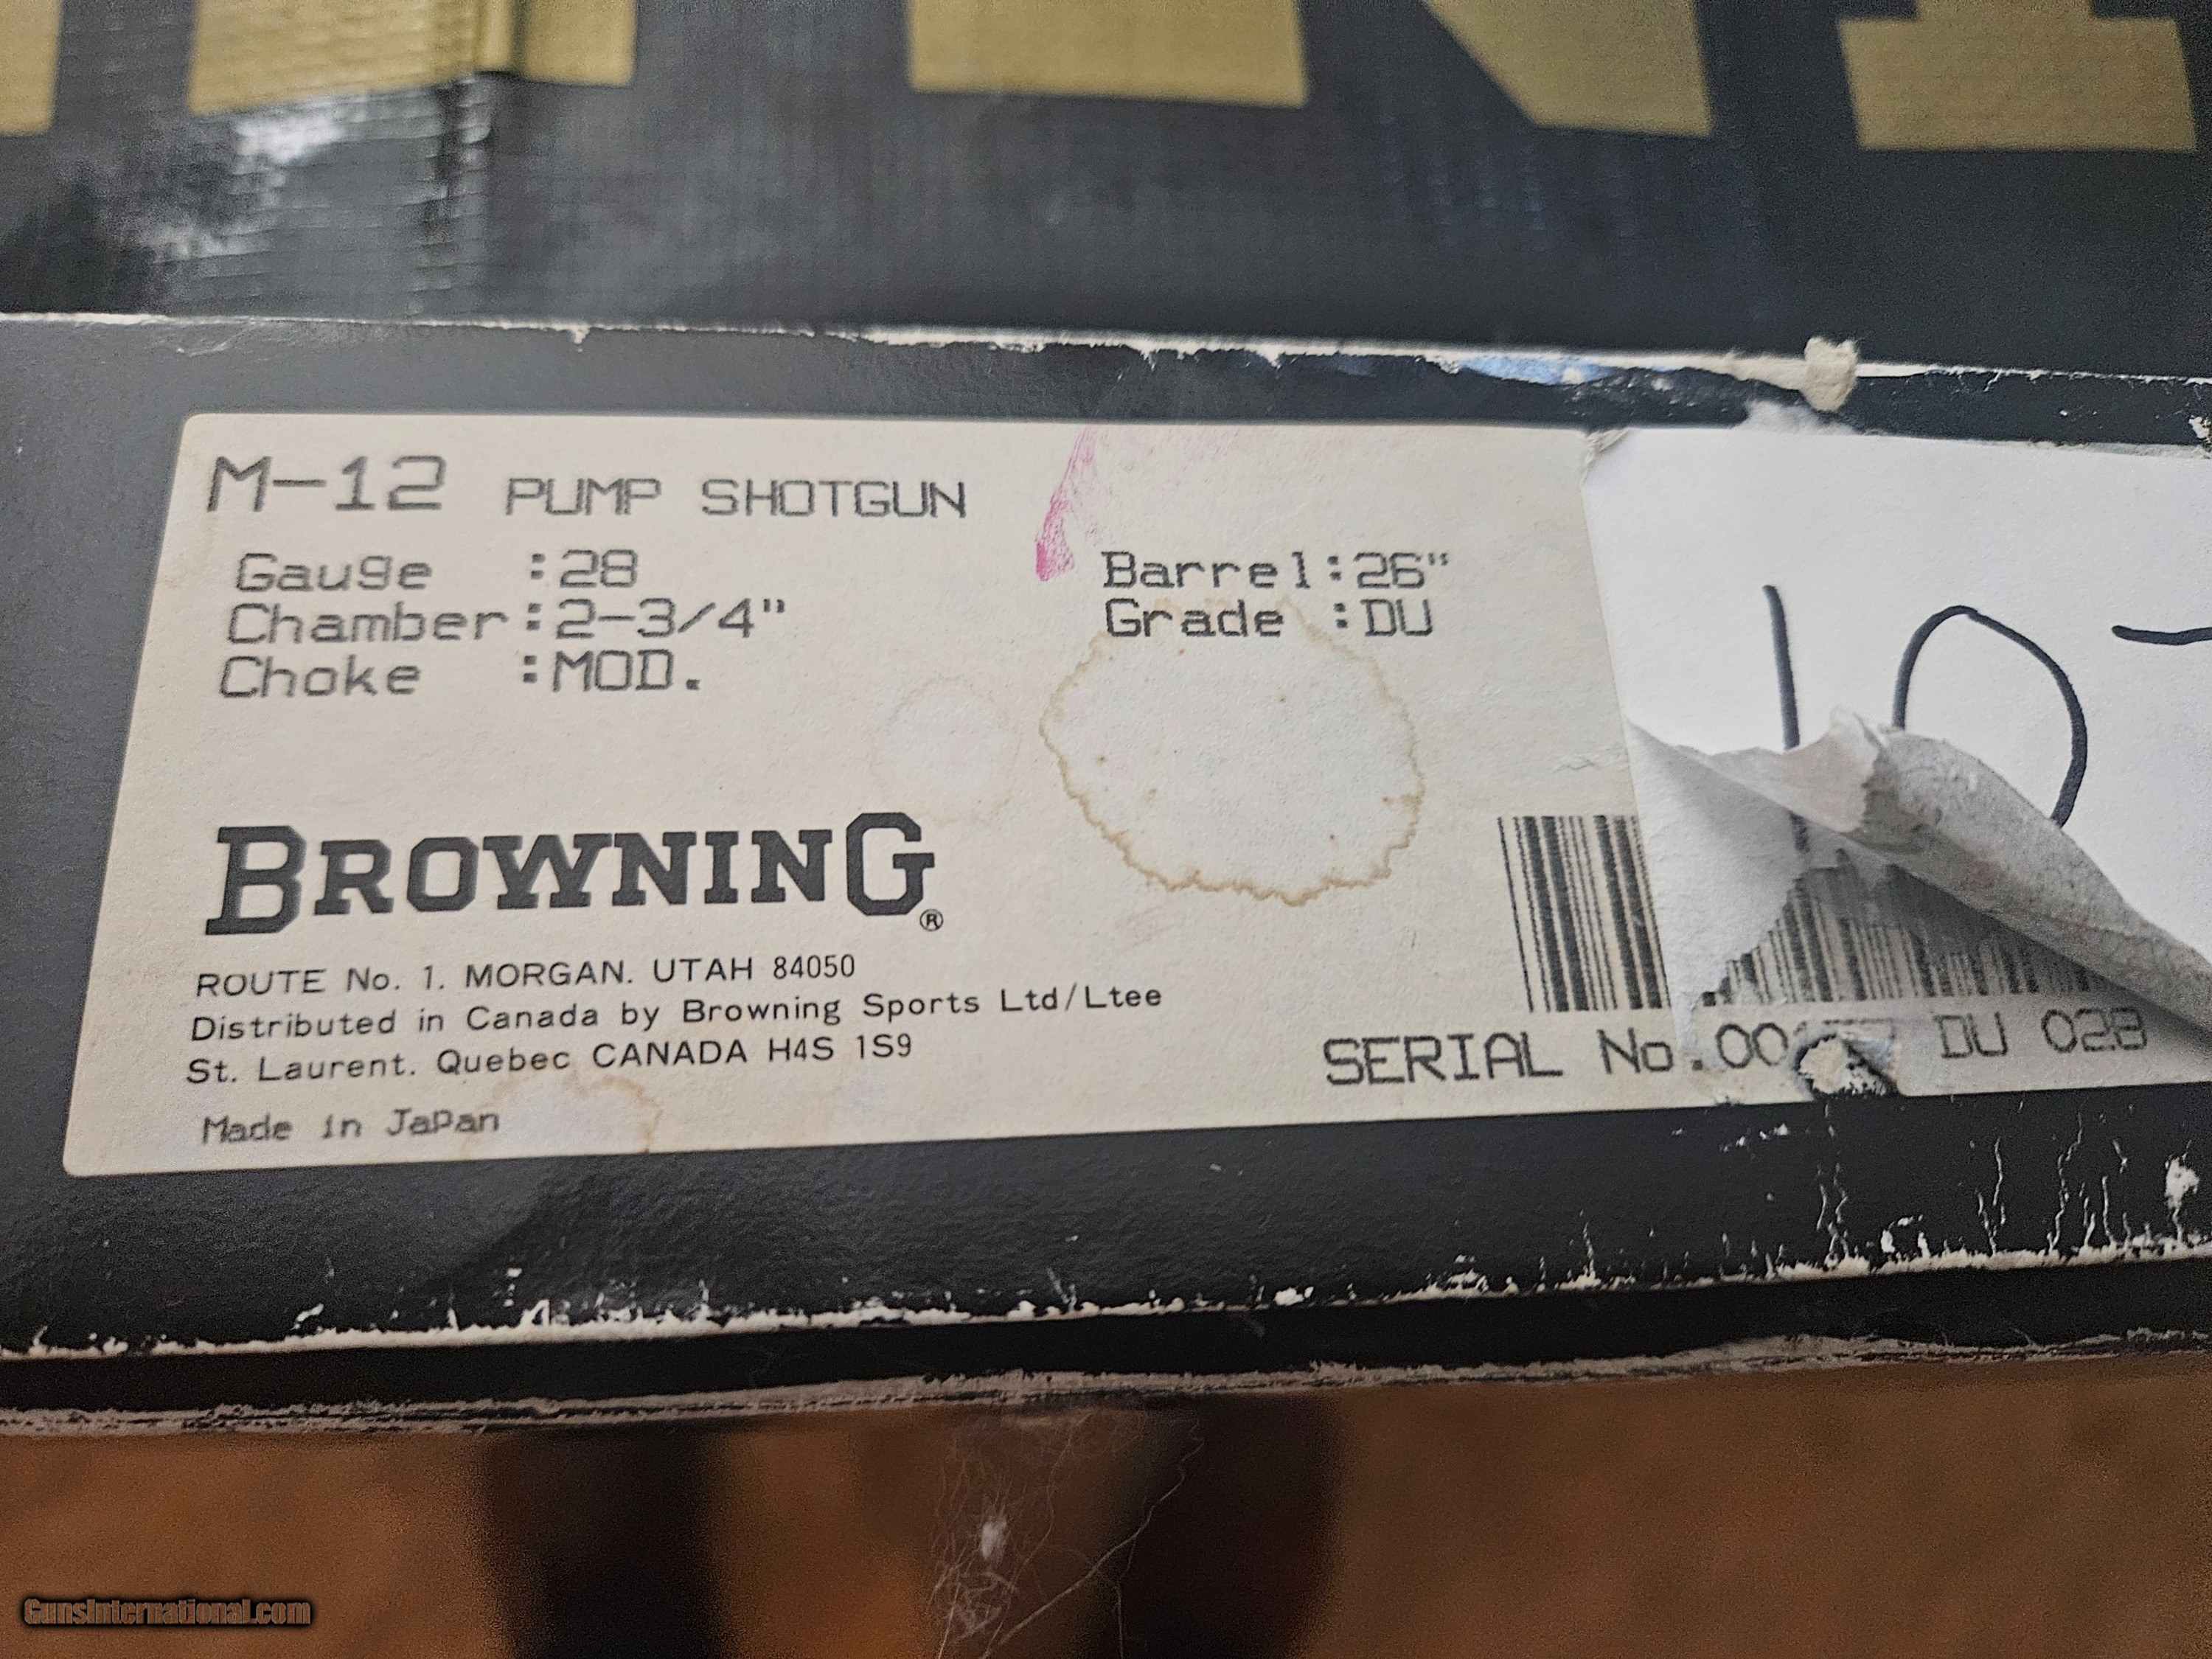 M-12 PUMP SHOTGUN
Gauge :28
Barrel:26"
Chamber:2-3/4"
Grade :DU
Choke :MOD.
10-
BROWNING®
ROUTE No. 1. MORGAN. UTAH 84050
Distributed in Canada by Browning Sports Ltd/Ltee
St. Laurent. Quebec CANADA H4S 1S9
SERIAL No.00 DU 028
Made in Japan
GunsInternational.com